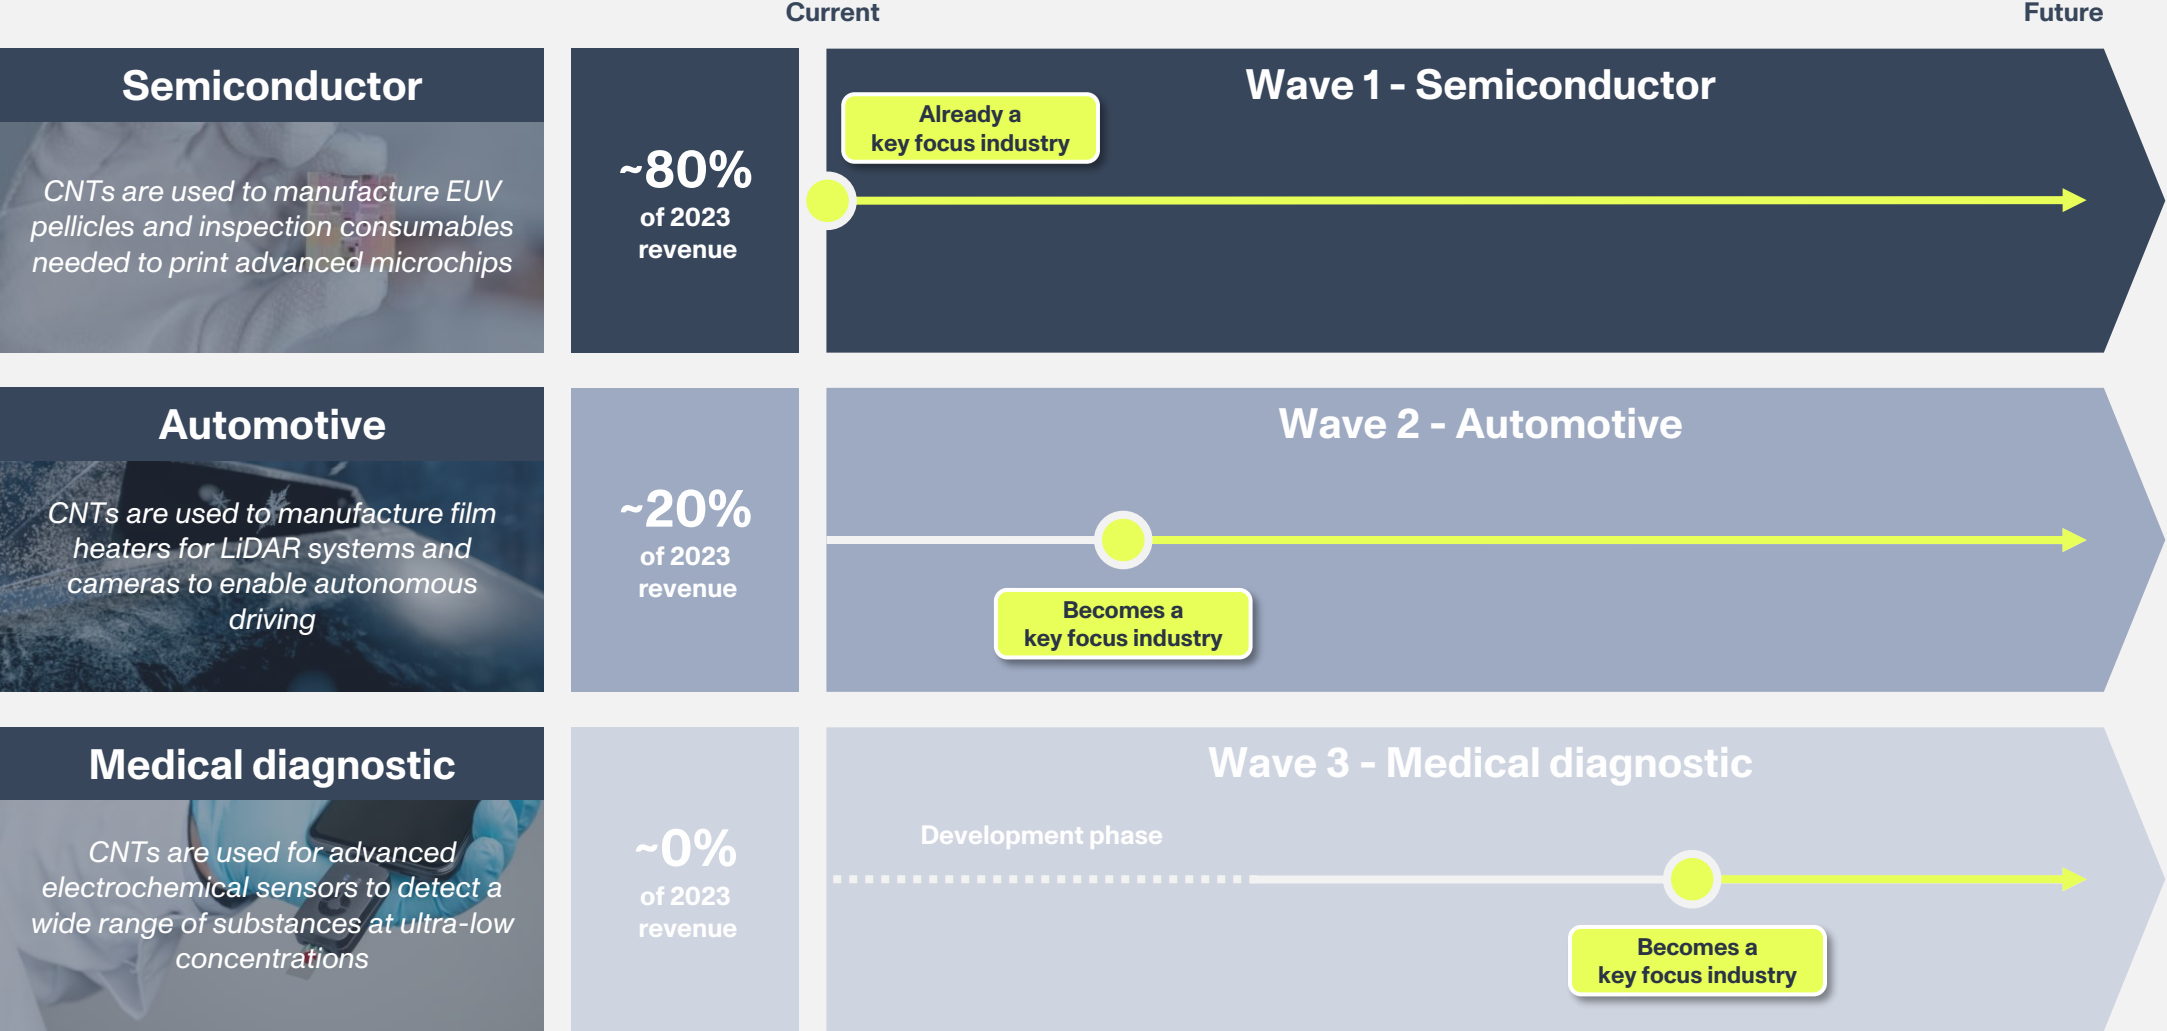 Current
Future
Semiconductor
CNTs are used to manufacture EUV
pellicles and inspection consumables
needed to print advanced microchips
~80%
of 2023
revenue
Wave 1 - Semiconductor
Already a
key focus industry
Automotive
CNTs are used to manufacture film
heaters for LiDAR systems and
cameras to enable autonomous
driving
~20%
of 2023
revenue
Wave 2 - Automotive
Becomes a
key focus industry
Medical diagnostic
CNTs are used for advanced
electrochemical sensors to detect a
wide range of substances at ultra-low
concentrations
~0%
of 2023
revenue
Wave 3 - Medical diagnostic
Development phase
Becomes a
key focus industry